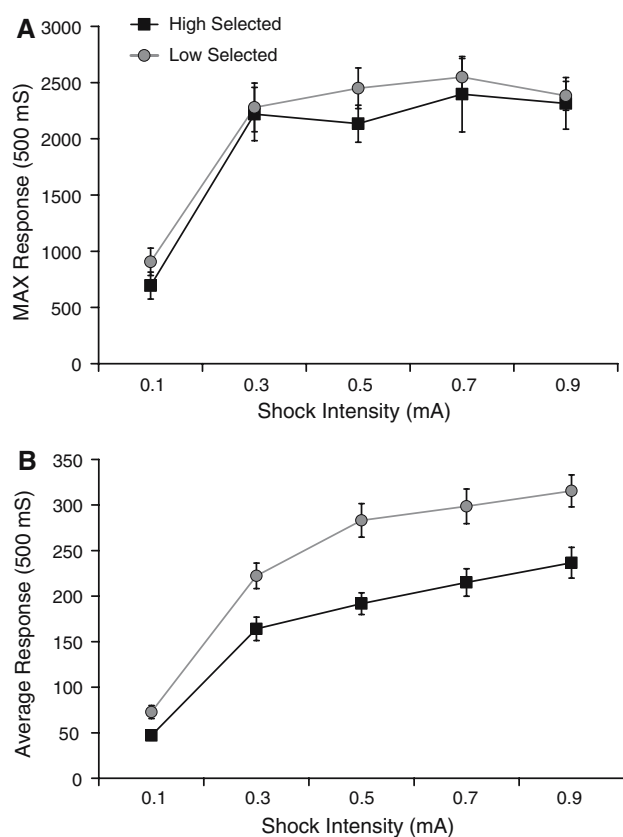 A
High Selected
Low Selected
MAX Response (500 mS)
3000
2500
2000
1500
1000
500
0
0.1 0.3 0.5 0.7 0.9
Shock Intensity (mA)
B
Average Response (500 mS)
350
300
250
200
150
100
50
0
0.1 0.3 0.5 0.7 0.9
Shock Intensity (mA)